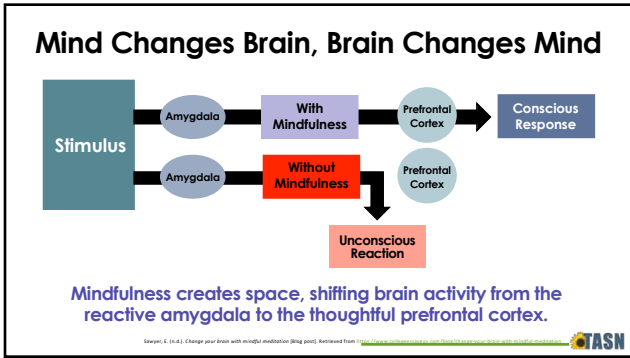 Mind Changes Brain, Brain Changes Mind
Stimulus
Amygdala
With
Mindfulness
Prefrontal
Cortex
Conscious
Response
Amygdala
Without
Mindfulness
Prefrontal
Cortex
Unconscious
Reaction
Mindfulness creates space, shifting brain activity from the
reactive amygdala to the thoughtful prefrontal cortex.
Sawyer, E. (n.d.). Change your brain with mindful meditation [Blog post]. Retrieved from
TASN